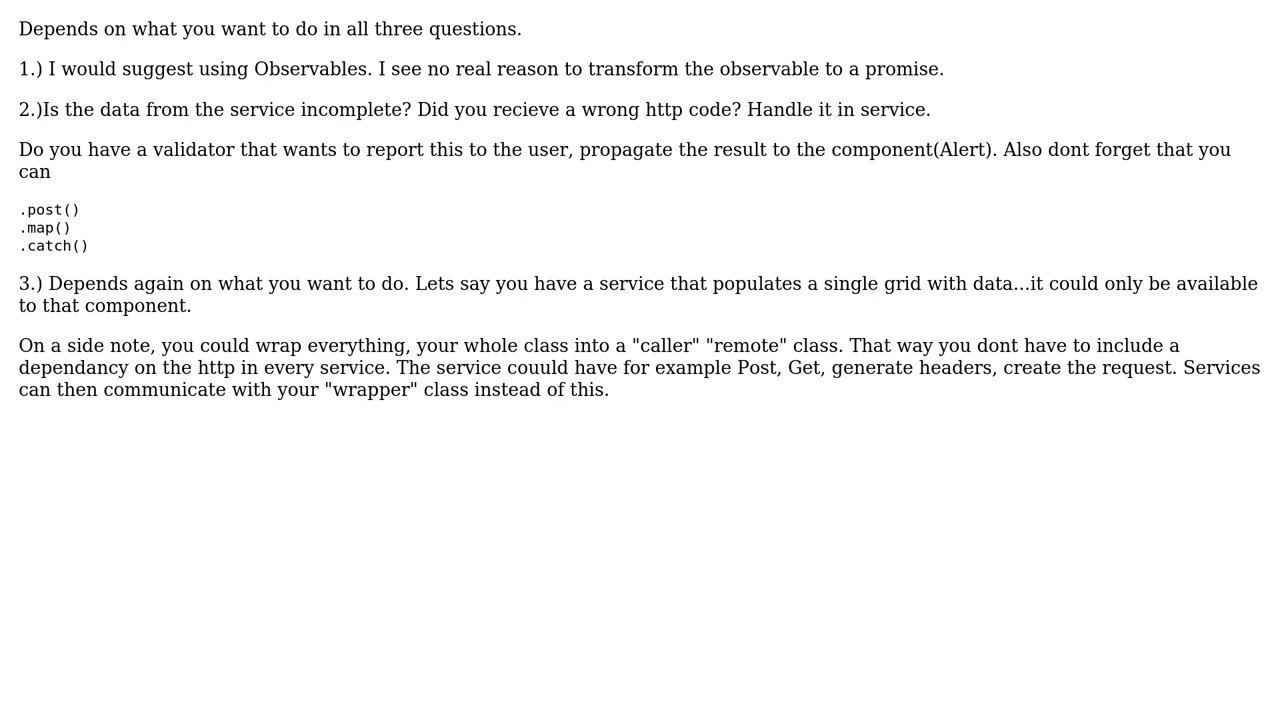 Depends on what you want to do in all three questions.
1.) I would suggest using Observables. I see no real reason to transform the observable to a promise.
2.)Is the data from the service incomplete? Did you recieve a wrong http code? Handle it in service.
Do you have a validator that wants to report this to the user, propagate the result to the component(Alert). Also dont forget that you
can
.post()
.map()
.catch()
3.) Depends again on what you want to do. Lets say you have a service that populates a single grid with data...it could only be available
to that component.
On a side note, you could wrap everything, your whole class into a "caller" "remote" class. That way you dont have to include a
dependancy on the http in every service. The service couuld have for example Post, Get, generate headers, create the request. Services
can then communicate with your "wrapper" class instead of this.